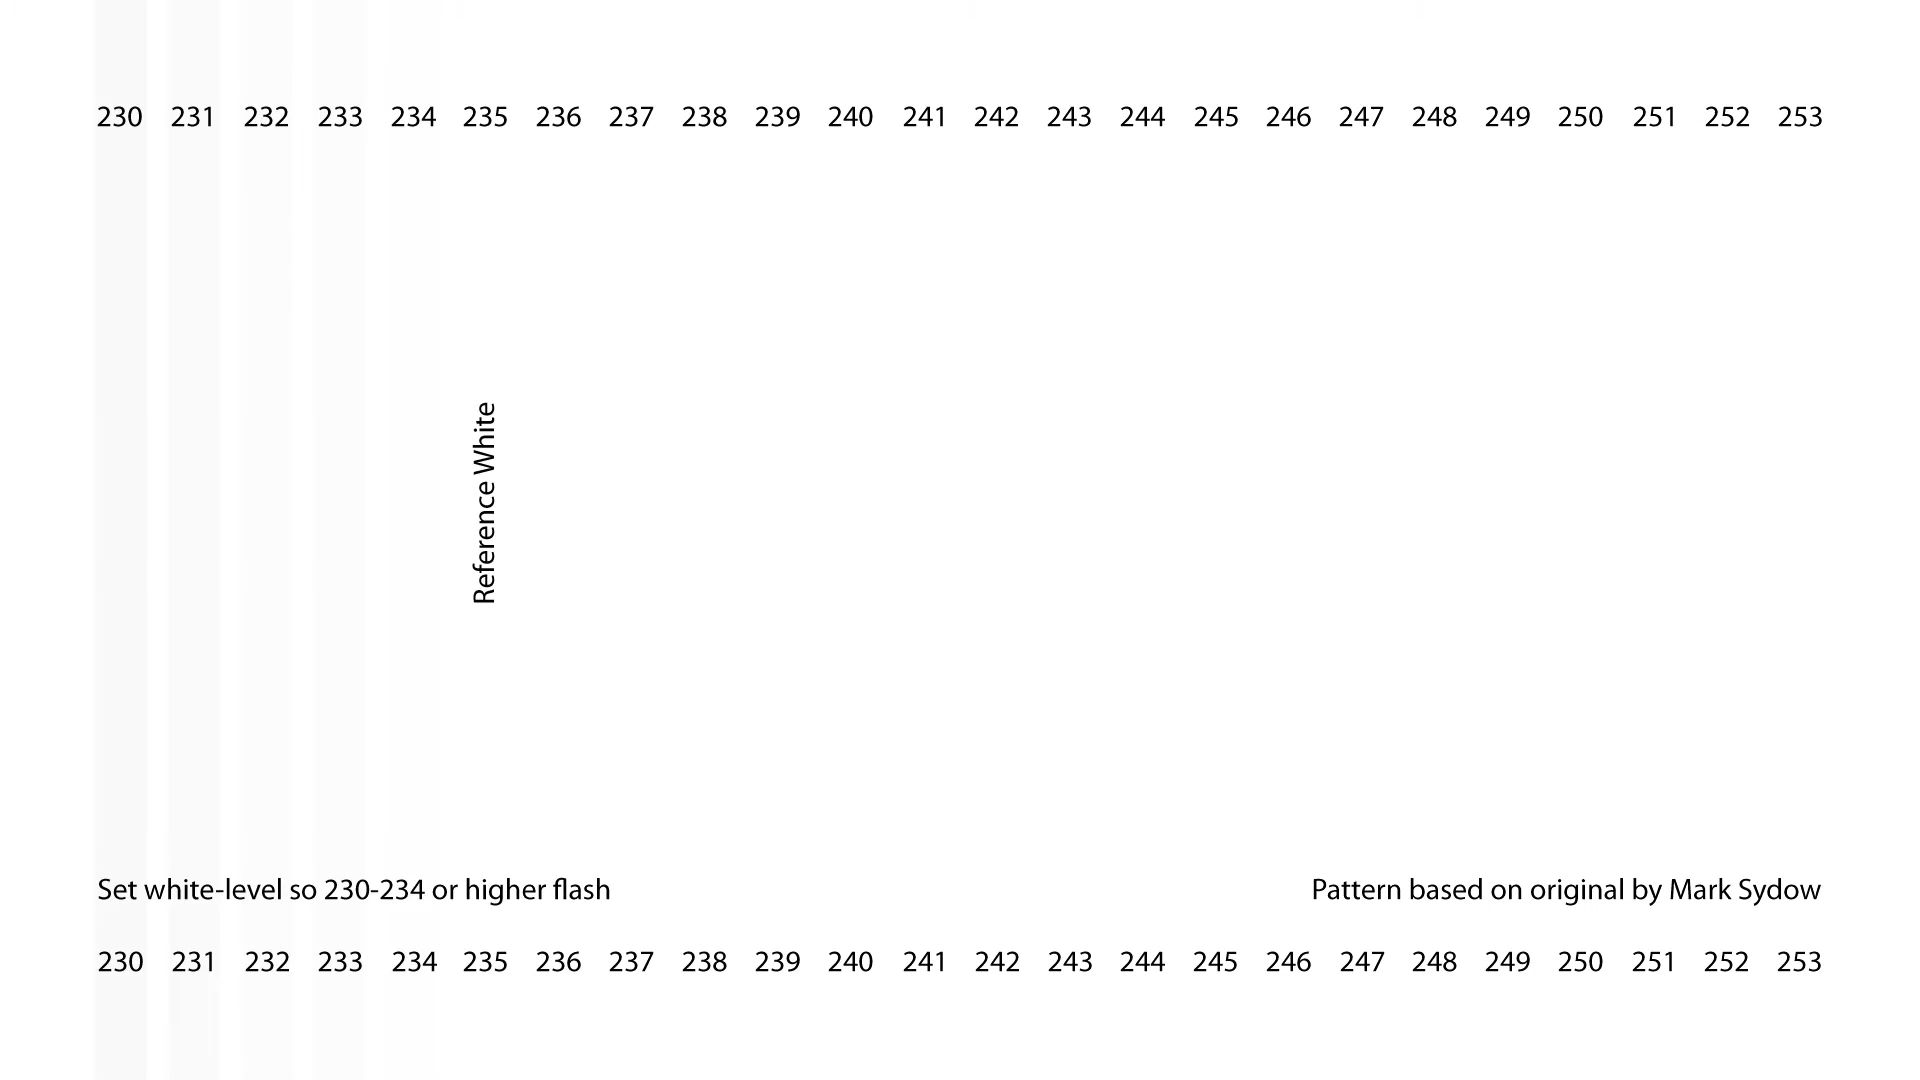 230 231 232 233 234 235 236 237 238 239 240 241 242 243 244 245 246 247 248 249 250 251 252 253
Reference White
Set white-level so 230-234 or higher flash
Pattern based on original by Mark Sydow
230 231 232 233 234 235 236 237 238 239 240 241 242 243 244 245 246 247 248 249 250 251 252 253